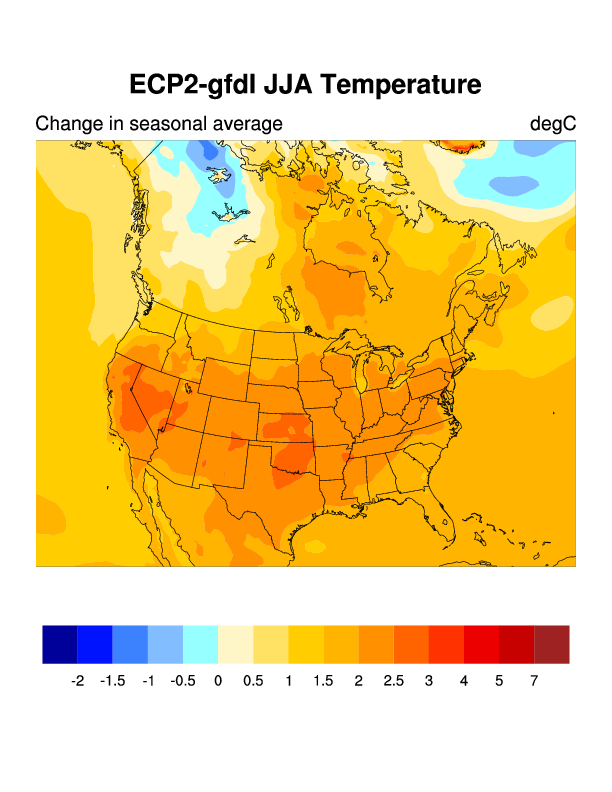 ECP2-gfdl JJA Temperature
Change in seasonal average degC
-2 -1.5 -1 -0.5 0 0.5 1 1.5 2 2.5 3 4 5 7